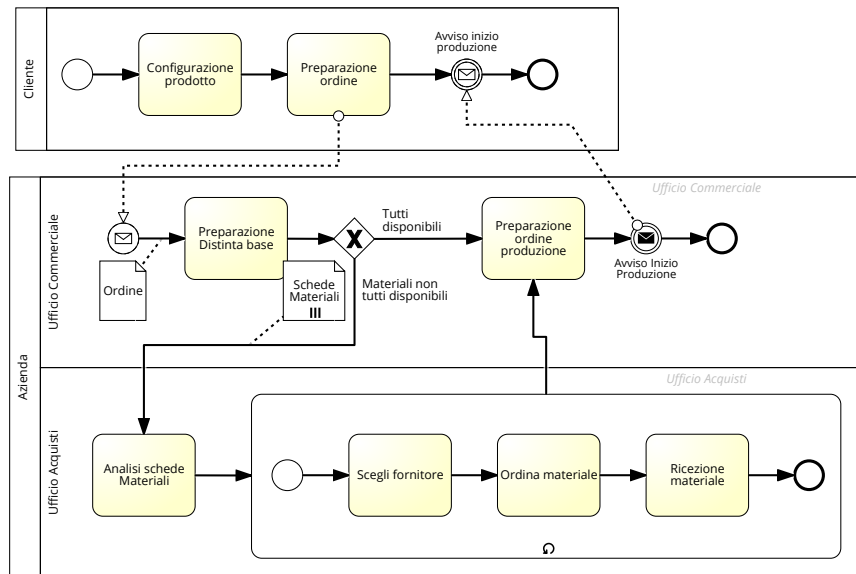 Cliente
Configurazione
prodotto
Preparazione
ordine
Avviso inizio
produzione
Azienda
Ufficio Commerciale
Ufficio Commerciale
Preparazione
Distinta base
Tutti
disponibili
Preparazione
ordine
produzione
Avviso Inizio
Produzione
Ordine
Schede
Materiali
Materiali non
tutti disponibili
Ufficio Acquisti
Ufficio Acquisti
Analisi schede
Materiali
Scegli fornitore
Ordina materiale
Ricezione
materiale